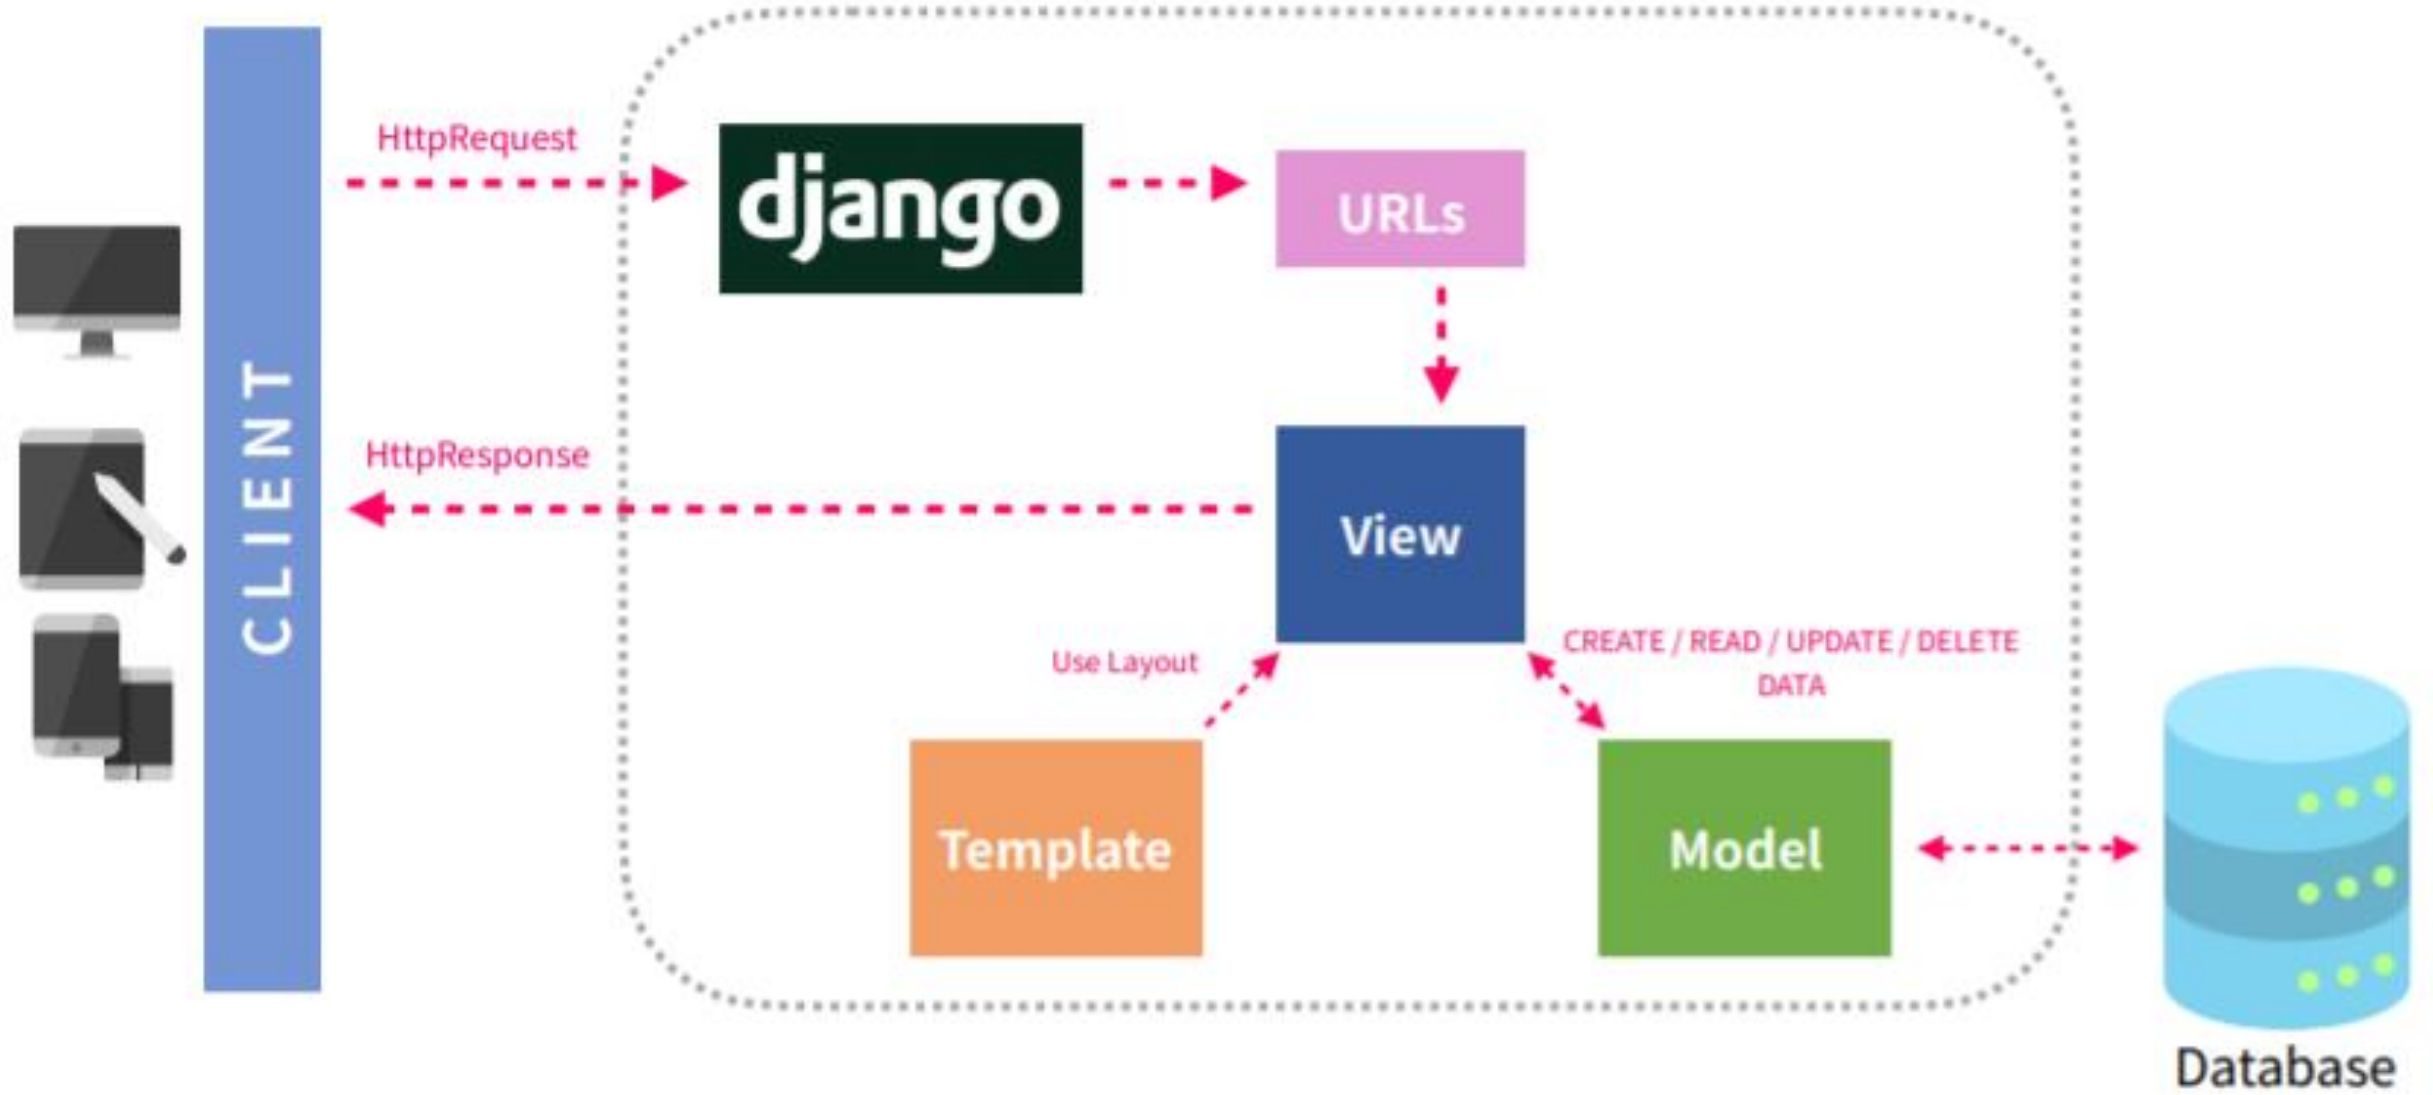 CLIENT
HttpRequest
django
URLs
HttpResponse
View
Use Layout
CREATE / READ / UPDATE / DELETE
DATA
Template
Model
Database